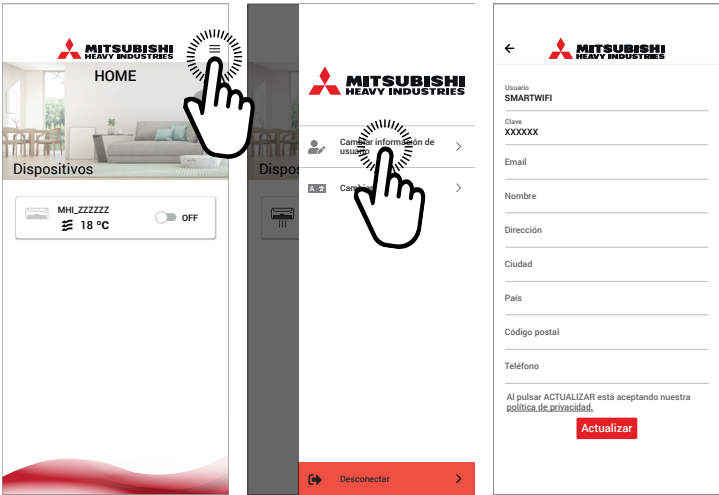 MITSUBISHI
HEAVY INDUSTRIES
HOME
Dispositivos
MHI_ZZZZZZ
18 ºC
OFF
MITSUBISHI
HEAVY INDUSTRIES
Cambiar información de
usuario
Dispos
Desconectar
MITSUBISHI
HEAVY INDUSTRIES
Usuario
SMARTWIFI
Clave
XXXXXX
Email
Nombre
Dirección
Ciudad
País
Código postal
Teléfono
Al pulsar ACTUALIZAR está aceptando nuestra
política de privacidad.
Actualizar